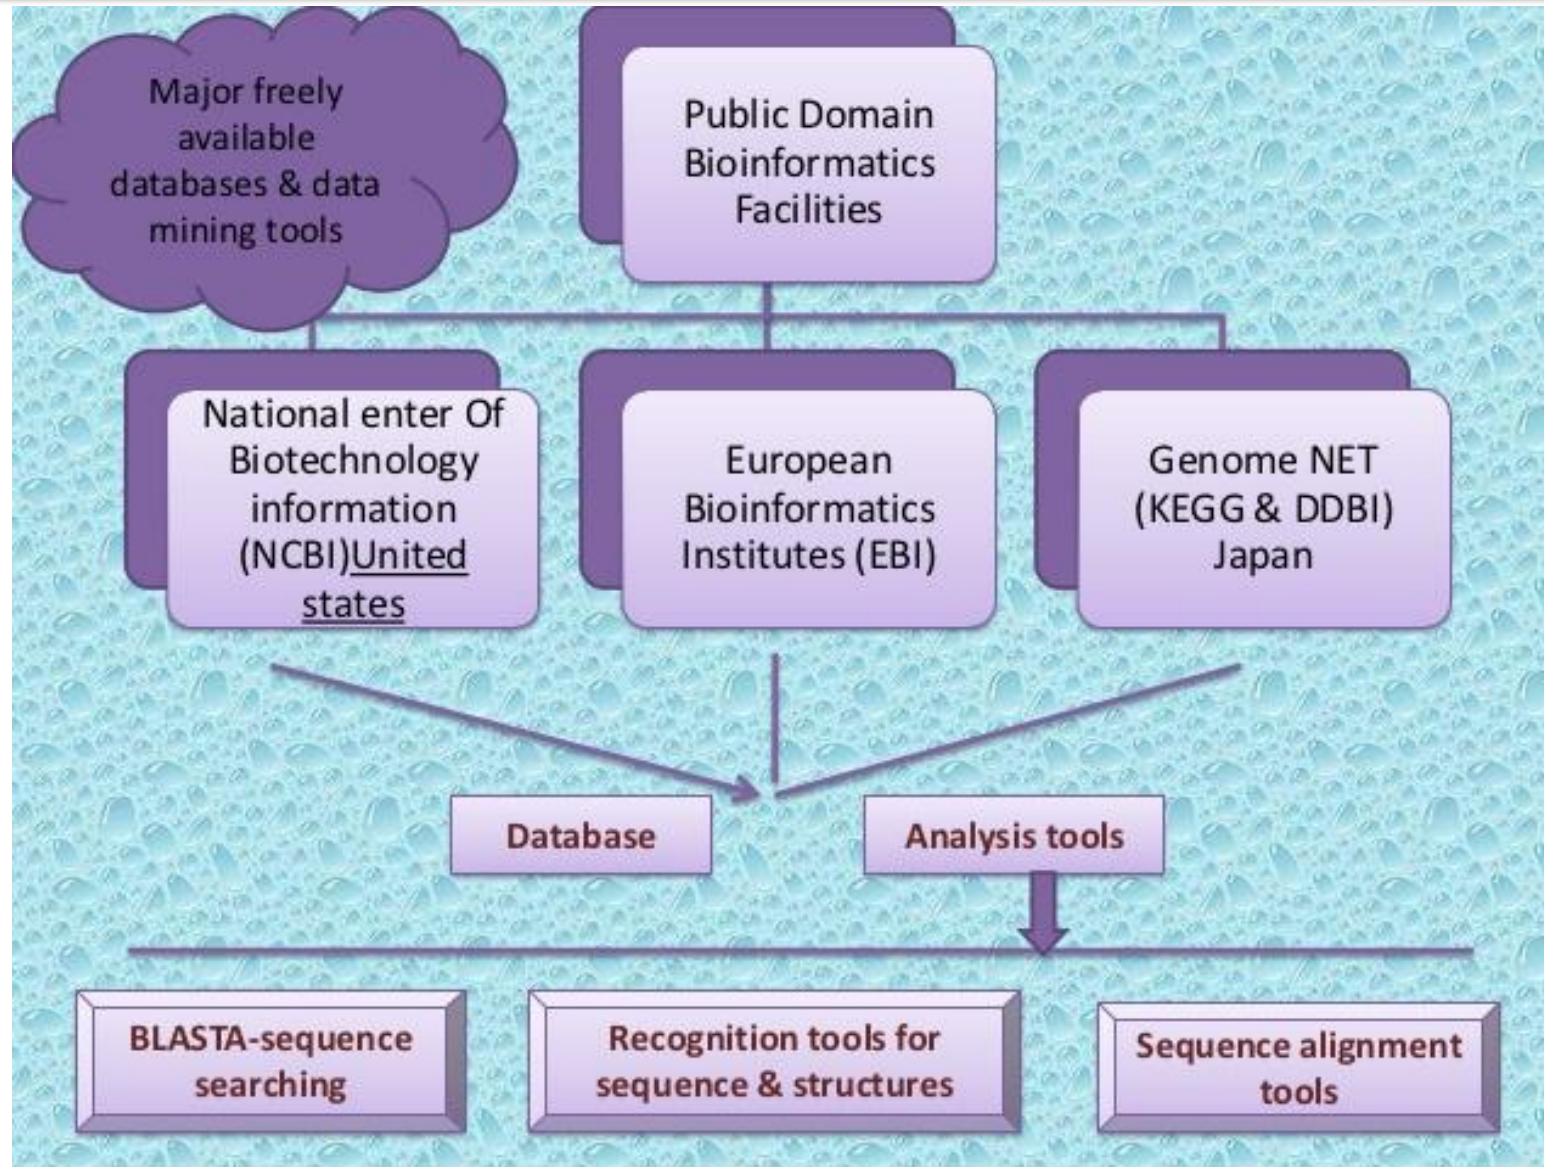 Major freely
available
databases & data
mining tools
Public Domain
Bioinformatics
Facilities
National enter Of
Biotechnology
information
(NCBI)United
states
European
Bioinformatics
Institutes (EBI)
Genome NET
(KEGG & DDBI)
Japan
Database
Analysis tools
BLASTA-sequence
searching
Recognition tools for
sequence & structures
Sequence alignment
tools